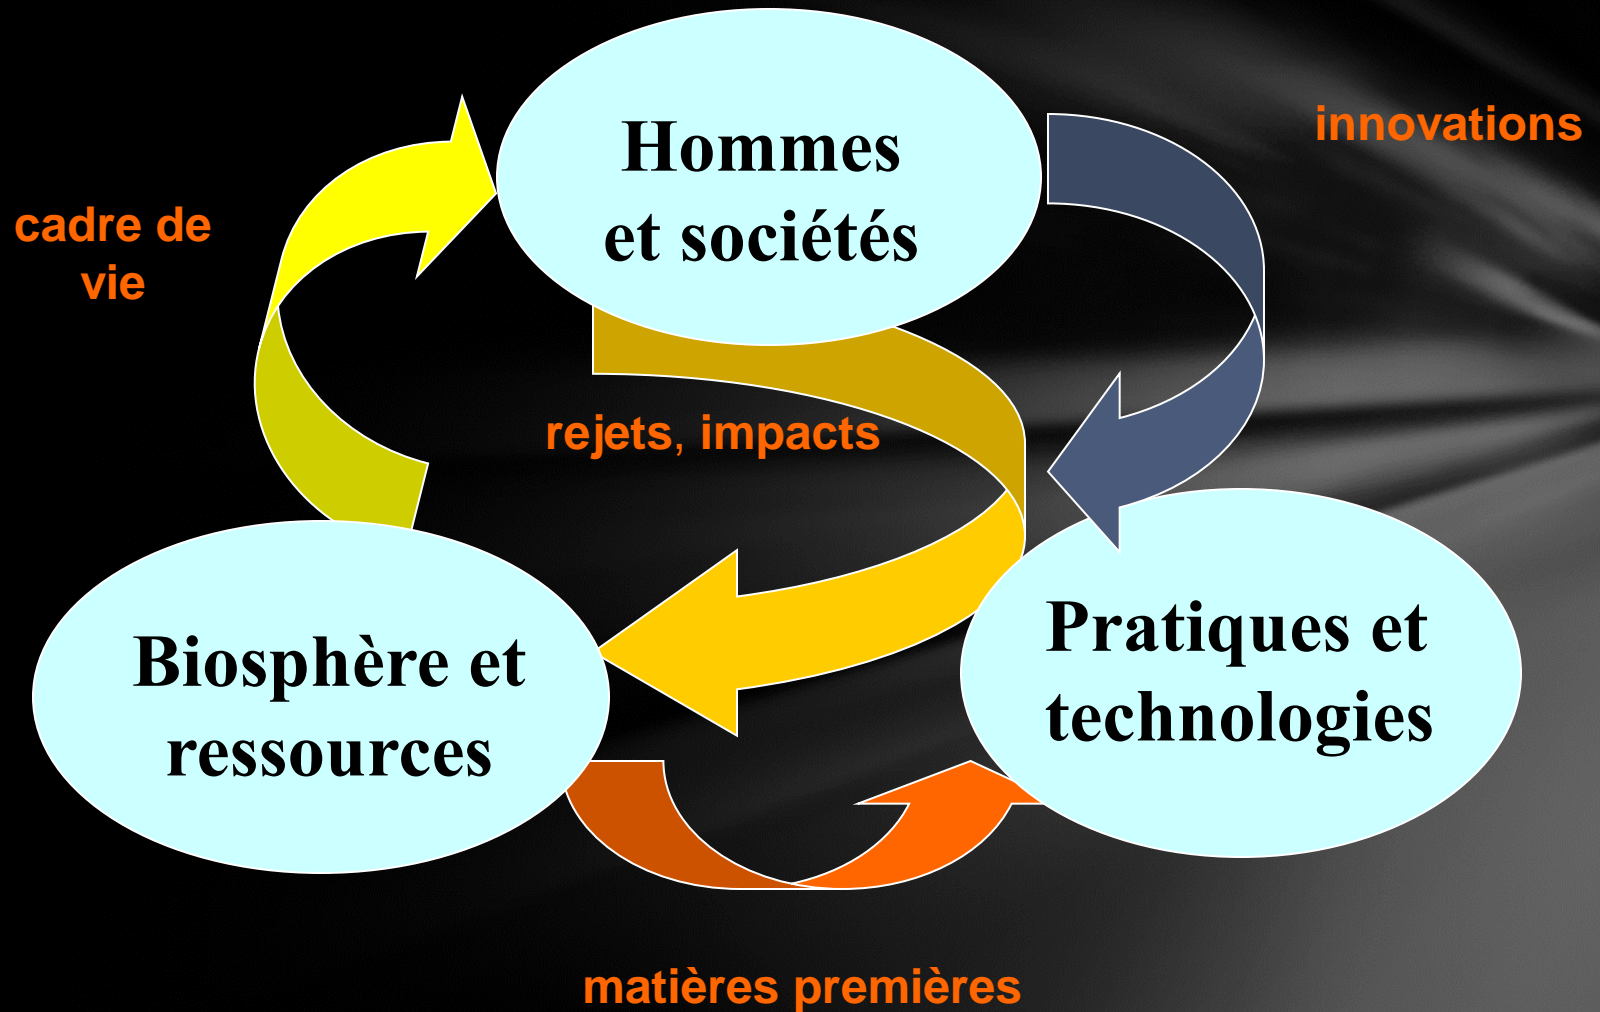 Hommes
et sociétés
innovations
cadre de
vie
rejets, impacts
Biosphère et
ressources
Pratiques et
technologies
matières premières